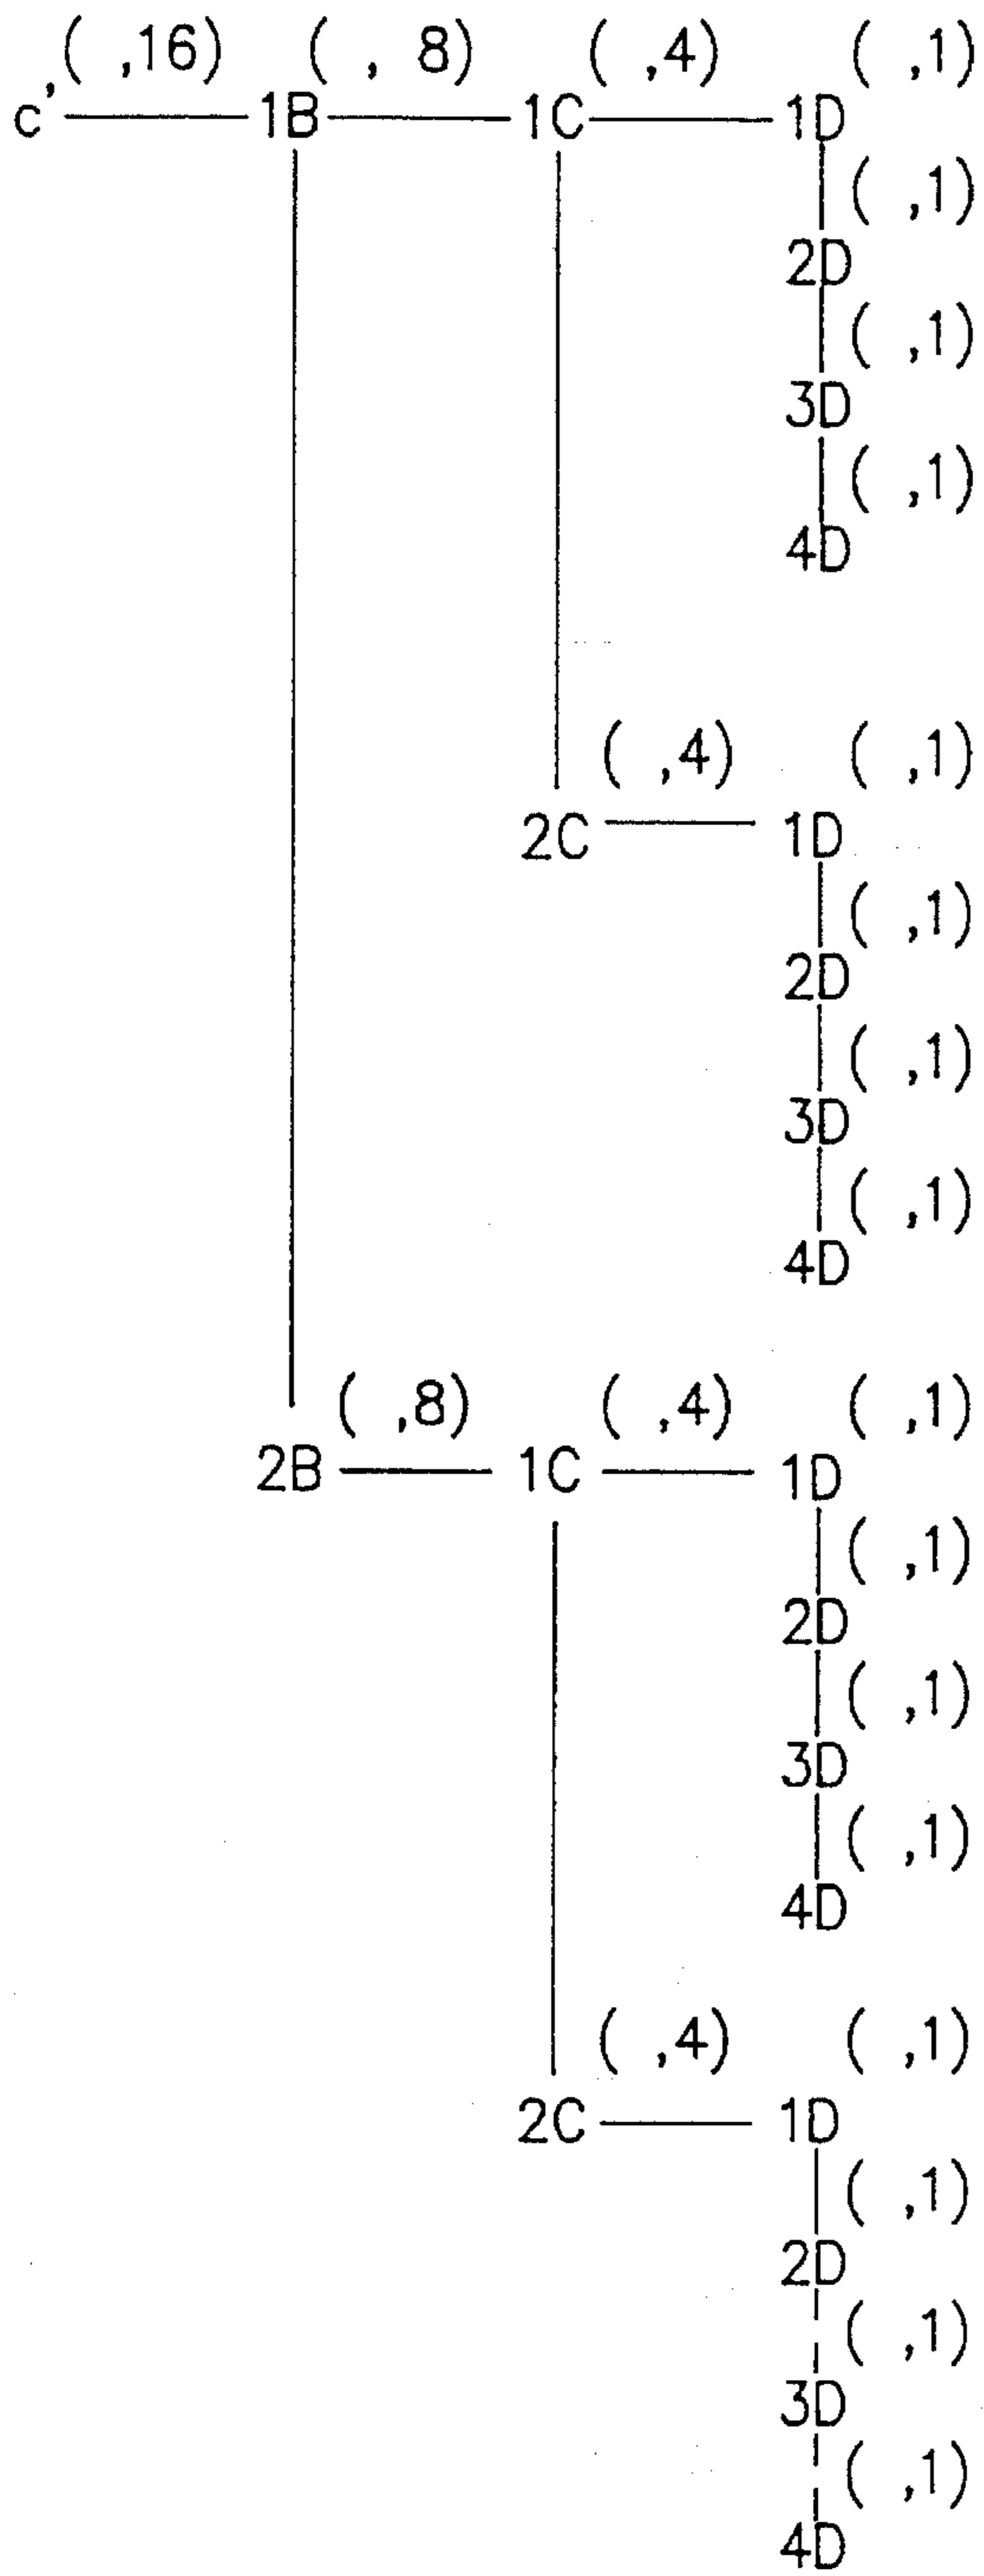 ( ,16) ( , 8) ( ,4) ( ,1)
c' 1B 1C 1D
( ,1)
2D
( ,1)
3D
( ,1)
4D
( ,4) ( ,1)
2C 1D
( ,1)
2D
( ,1)
3D
( ,1)
4D
( ,8) ( ,4) ( ,1)
2B 1C 1D
( ,1)
2D
( ,1)
3D
( ,1)
4D
( ,4) ( ,1)
2C 1D
( ,1)
2D
( ,1)
3D
( ,1)
4D